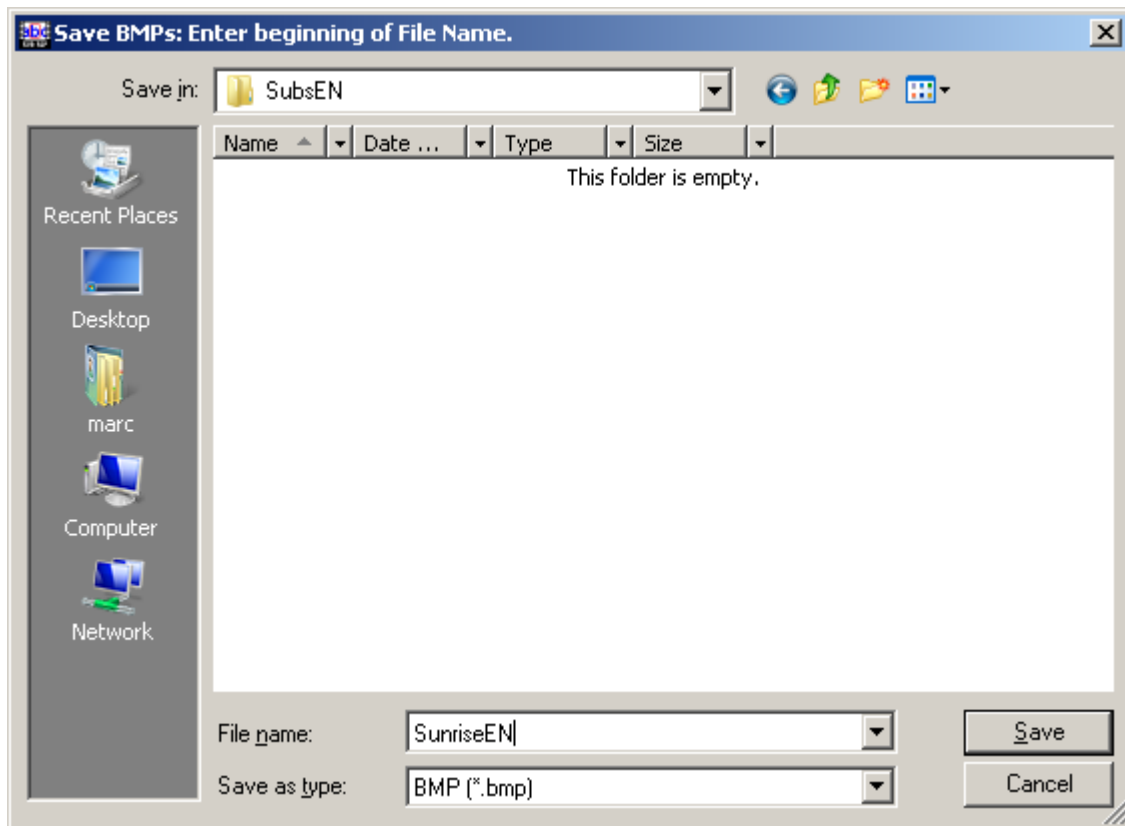 Save BMPs: Enter beginning of File Name.
Save in: SubsEN
Name Date ... Type Size
This folder is empty.
Recent Places
Desktop
marc
Computer
Network
File name: SunriseEN Save
Save as type: BMP (*.bmp) Cancel